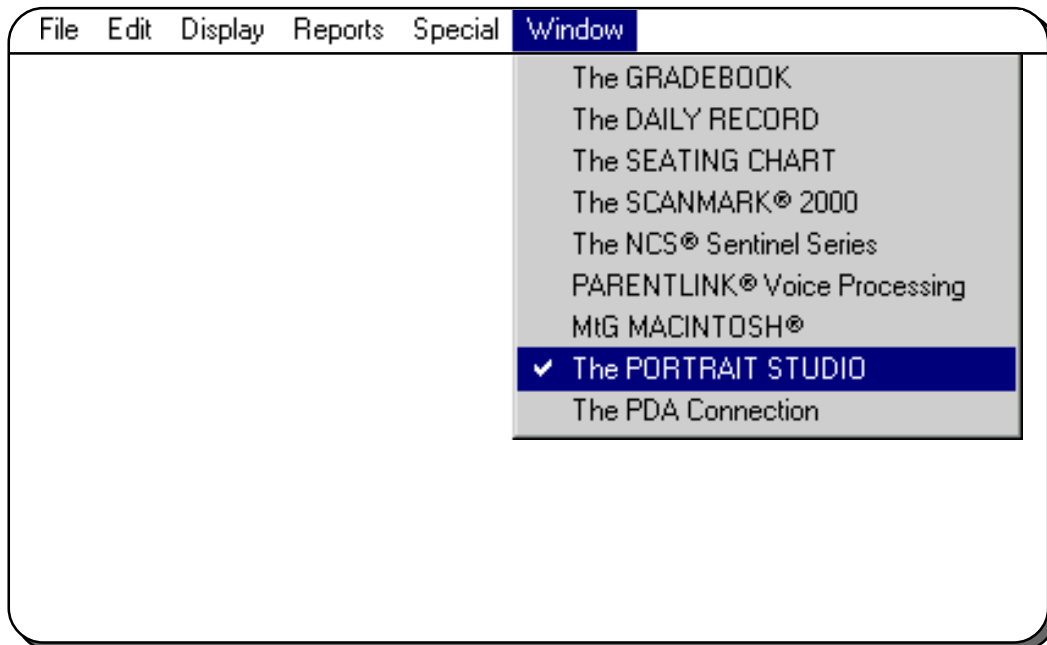 File Edit Display Reports Special Window
The GRADEBOOK
The DAILY RECORD
The SEATING CHART
The SCANMARK® 2000
The NCS® Sentinel Series
PARENTLINK® Voice Processing
MtG MACINTOSH®
✓ The PORTRAIT STUDIO
The PDA Connection